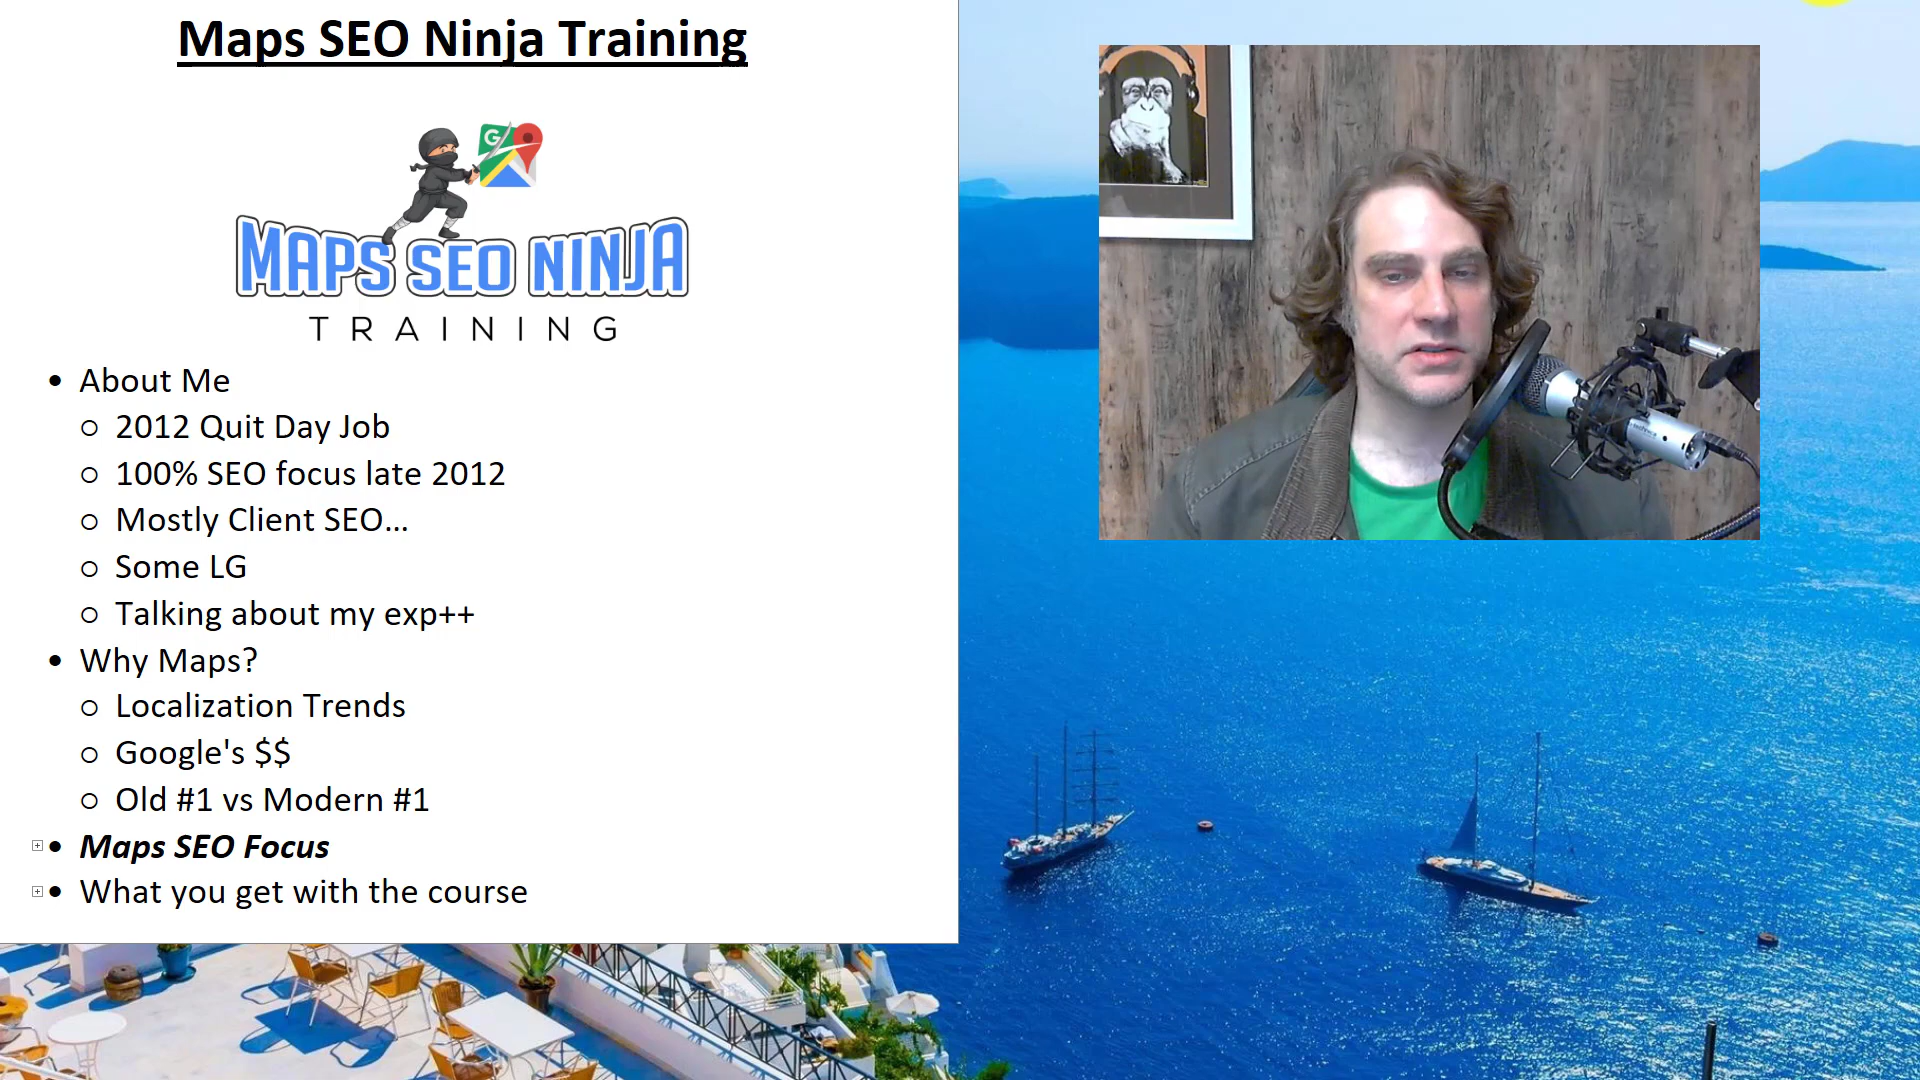 Maps SEO Ninja Training
G
MAPS SEO NINJA
TRAINING
About Me
2012 Quit Day Job
100% SEO focus late 2012
Mostly Client SEO...
Some LG
Talking about my exp++
Why Maps?
Localization Trends
Google's $$
Old #1 vs Modern #1
Maps SEO Focus
What you get with the course